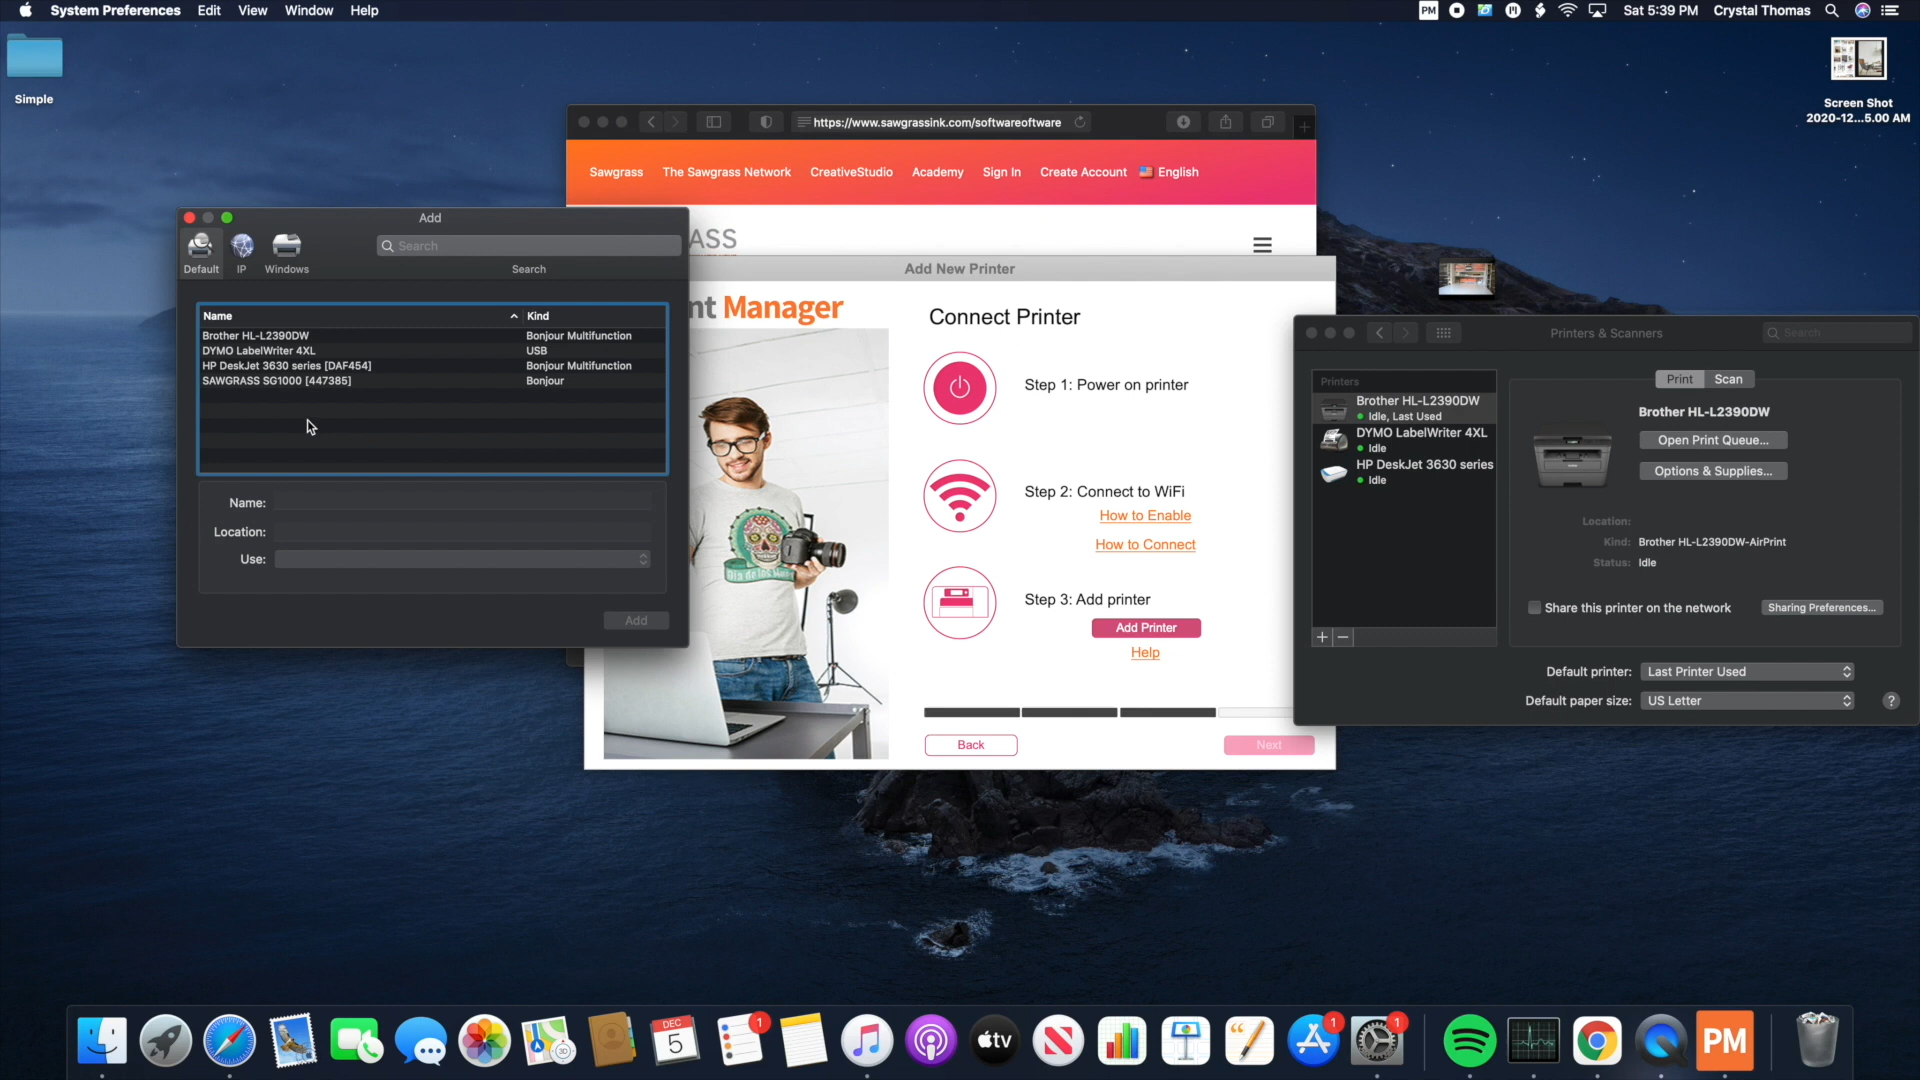 System Preferences Edit View Window Help
PM Sat 5:39 PM Crystal Thomas
Simple
Screen Shot
2020-12...5.00 AM
https://www.sawgrassink.com/softwareoftware
Sawgrass The Sawgrass Network CreativeStudio Academy Sign In Create Account English
ASS
Add
Default IP Windows
Search
Search
Name Kind
Brother HL-L2390DW Bonjour Multifunction
DYMO LabelWriter 4XL USB
HP DeskJet 3630 series [DAF454] Bonjour Multifunction
SAWGRASS SG1000 [447385] Bonjour
Name:
Location:
Use:
Add
Add New Printer
nt Manager
Connect Printer
Step 1: Power on printer
Step 2: Connect to WiFi
How to Enable
How to Connect
Step 3: Add printer
Add Printer
Help
Back Next
Printers & Scanners
Search
Printers
Brother HL-L2390DW
Idle, Last Used
DYMO LabelWriter 4XL
Idle
HP DeskJet 3630 series
Idle
+ −
Print Scan
Brother HL-L2390DW
Open Print Queue...
Options & Supplies...
Location:
Kind: Brother HL-L2390DW-AirPrint
Status: Idle
Share this printer on the network Sharing Preferences...
Default printer: Last Printer Used
Default paper size: US Letter ?
DEC
5
1
tv
1
1
3D
PM